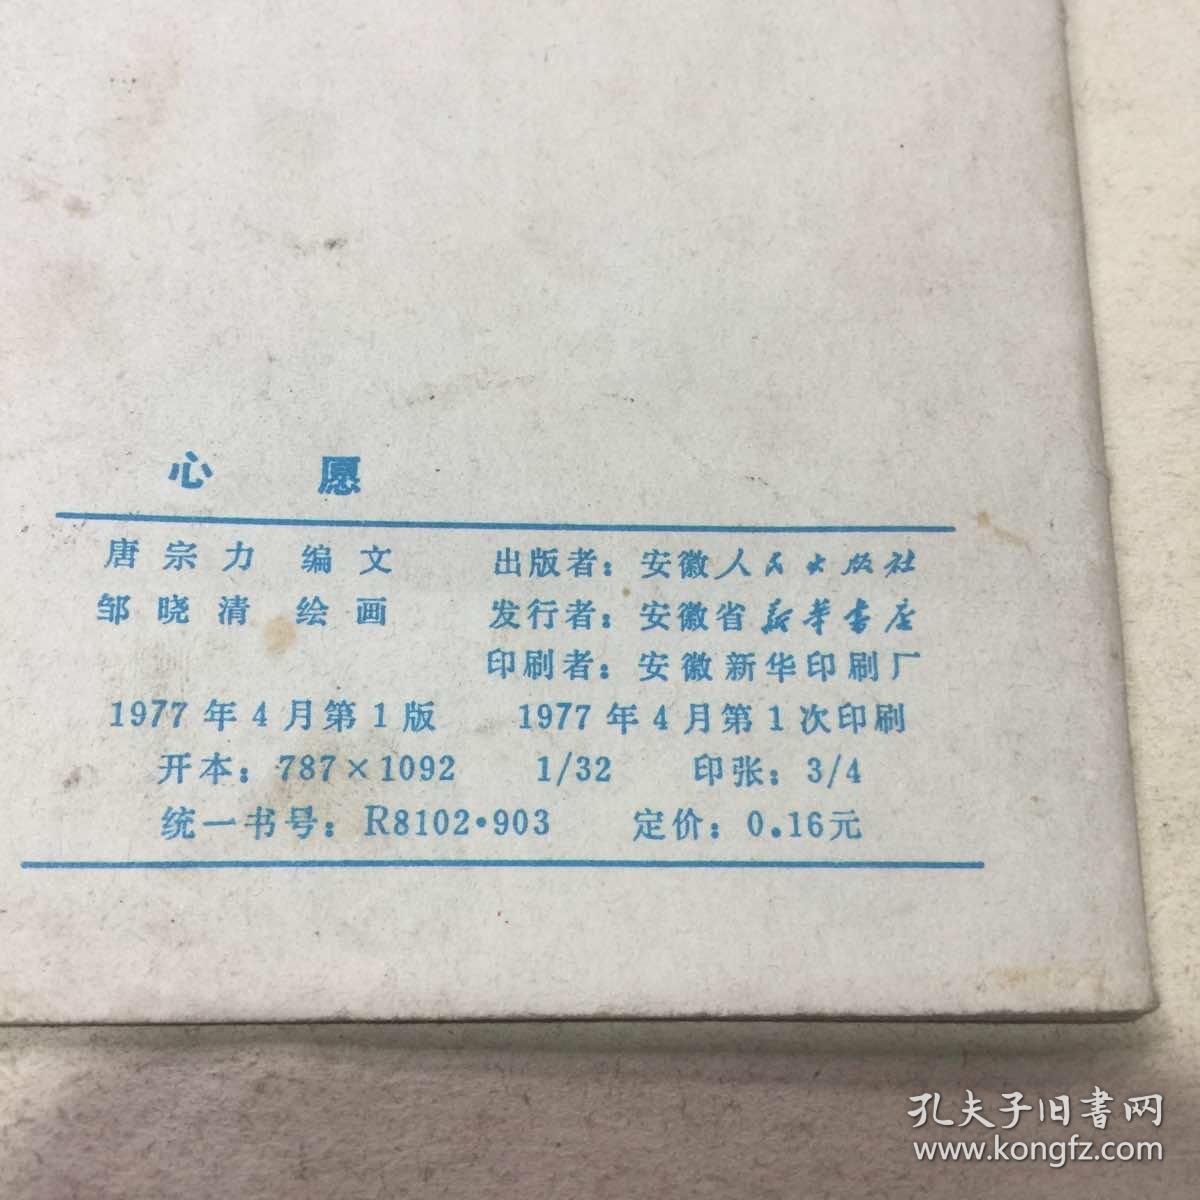 心 愿
唐宗力 编文 出版者：安徽人民出版社
邹晓清 绘画 发行者：安徽省新华书店
印刷者：安徽新华印刷厂
1977年4月第1版 1977年4月第1次印刷
开本：787×1092 1/32 印张：3/4
统一书号：R8102·903 定价：0.16元
孔夫子旧書网
www.kongfz.com